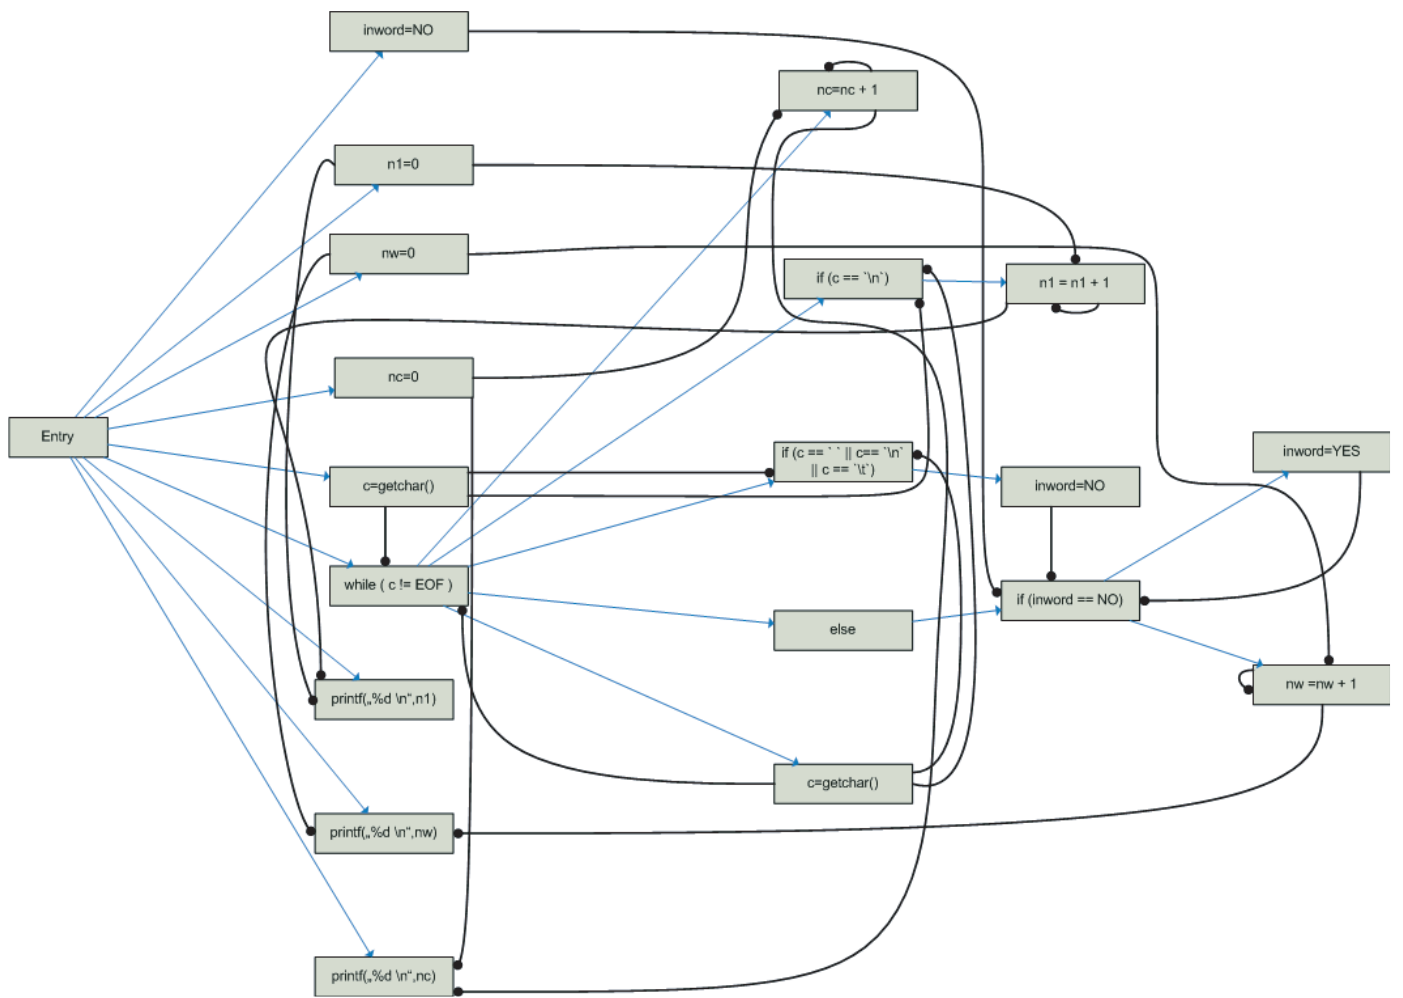 inword=NO
nc=nc + 1
n1=0
nw=0
if (c == `\n`)
n1 = n1 + 1
nc=0
Entry
if (c == ` ` || c== `\n`
|| c == `\t`)
inword=YES
c=getchar()
inword=NO
while ( c != EOF )
if (inword == NO)
else
printf(„%d \n“,n1)
nw =nw + 1
c=getchar()
printf(„%d \n“,nw)
printf(„%d \n“,nc)